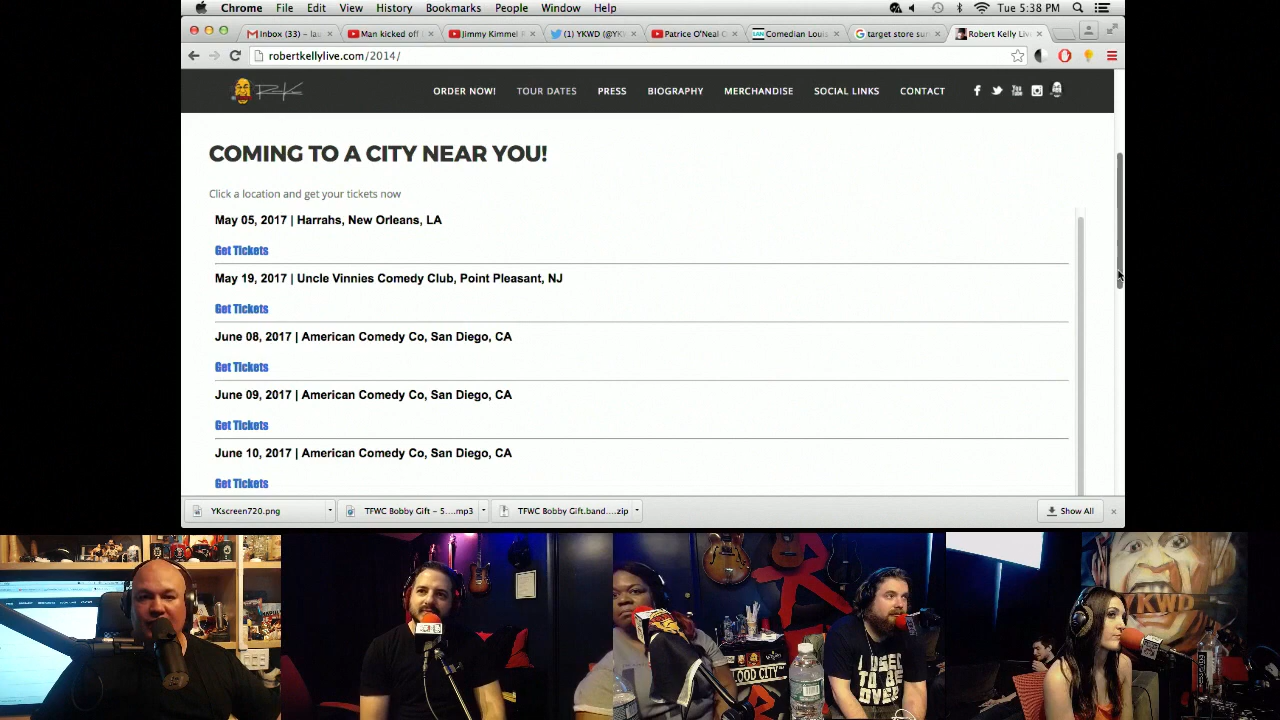 Chrome File Edit View History Bookmarks People Window Help Tue 5:38 PM
Inbox (33) – la
Man kicked off
Jimmy Kimmel F
(1) YKWD (@YK
Patrice O'Neal C
Comedian Louis
target store su
Robert Kelly Liv
robertkellylive.com/2014/
ORDER NOW! TOUR DATES PRESS BIOGRAPHY MERCHANDISE SOCIAL LINKS CONTACT
COMING TO A CITY NEAR YOU!
Click a location and get your tickets now
May 05, 2017 | Harrahs, New Orleans, LA
Get Tickets
May 19, 2017 | Uncle Vinnies Comedy Club, Point Pleasant, NJ
Get Tickets
June 08, 2017 | American Comedy Co, San Diego, CA
Get Tickets
June 09, 2017 | American Comedy Co, San Diego, CA
Get Tickets
June 10, 2017 | American Comedy Co, San Diego, CA
Get Tickets
YKscreen720.png
TFWC Bobby Gift – 5....mp3
TFWC Bobby Gift.band....zip
Show All
YKWD
OOD CITY
I USED
TO BE
OVER